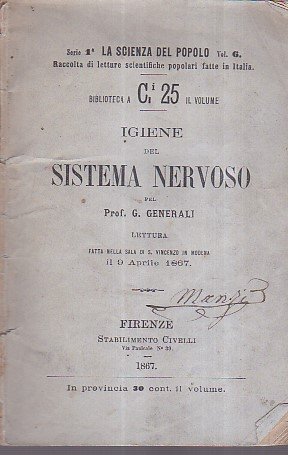 Serie 1ª LA SCIENZA DEL POPOLO Vol. 6.
Raccolta di letture scientifiche popolari fatte in Italia.
BIBLIOTECA A Ci 25 IL VOLUME
IGIENE
DEL
SISTEMA NERVOSO
PEL
Prof. G. GENERALI
LETTURA
FATTA NELLA SALA DI S. VINCENZO IN MODENA
il 9 Aprile 1867.
FIRENZE
STABILIMENTO CIVELLI
Via Panicale Nº 39.
1867.
In provincia 30 cent. il volume.